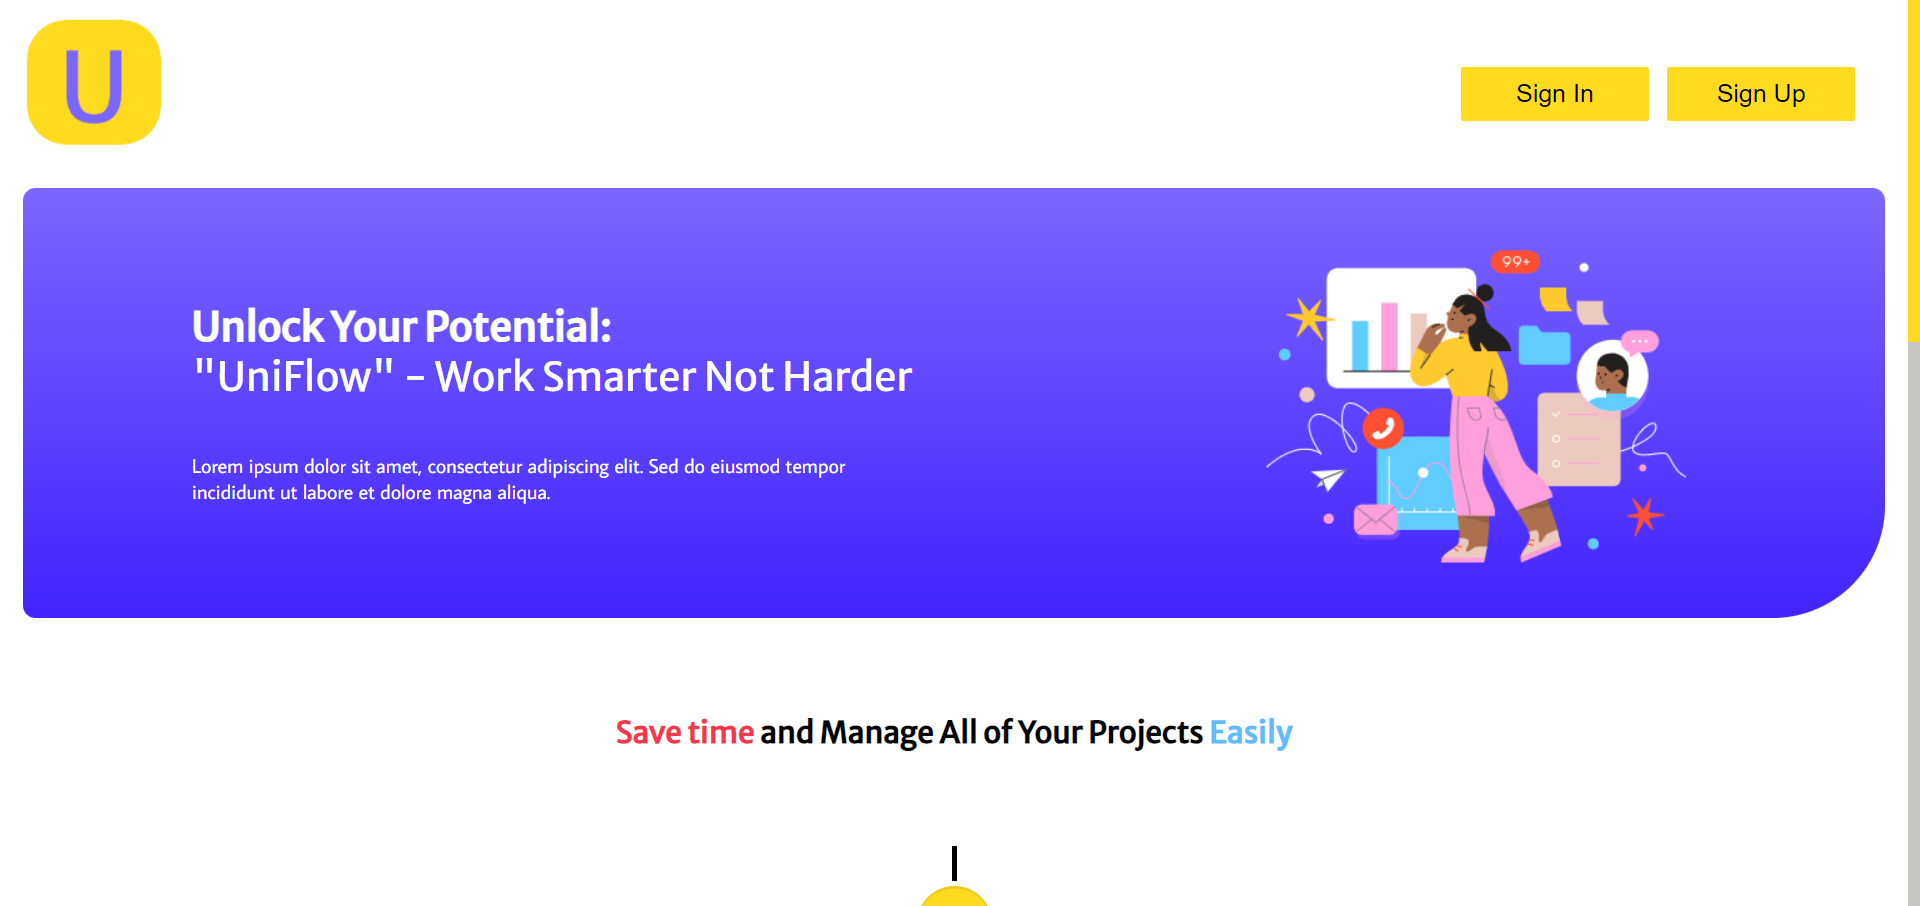 U
Sign In
Sign Up
99+
Unlock Your Potential:
"UniFlow" - Work Smarter Not Harder
Lorem ipsum dolor sit amet, consectetur adipiscing elit. Sed do eiusmod tempor
incididunt ut labore et dolore magna aliqua.
Save time and Manage All of Your Projects Easily